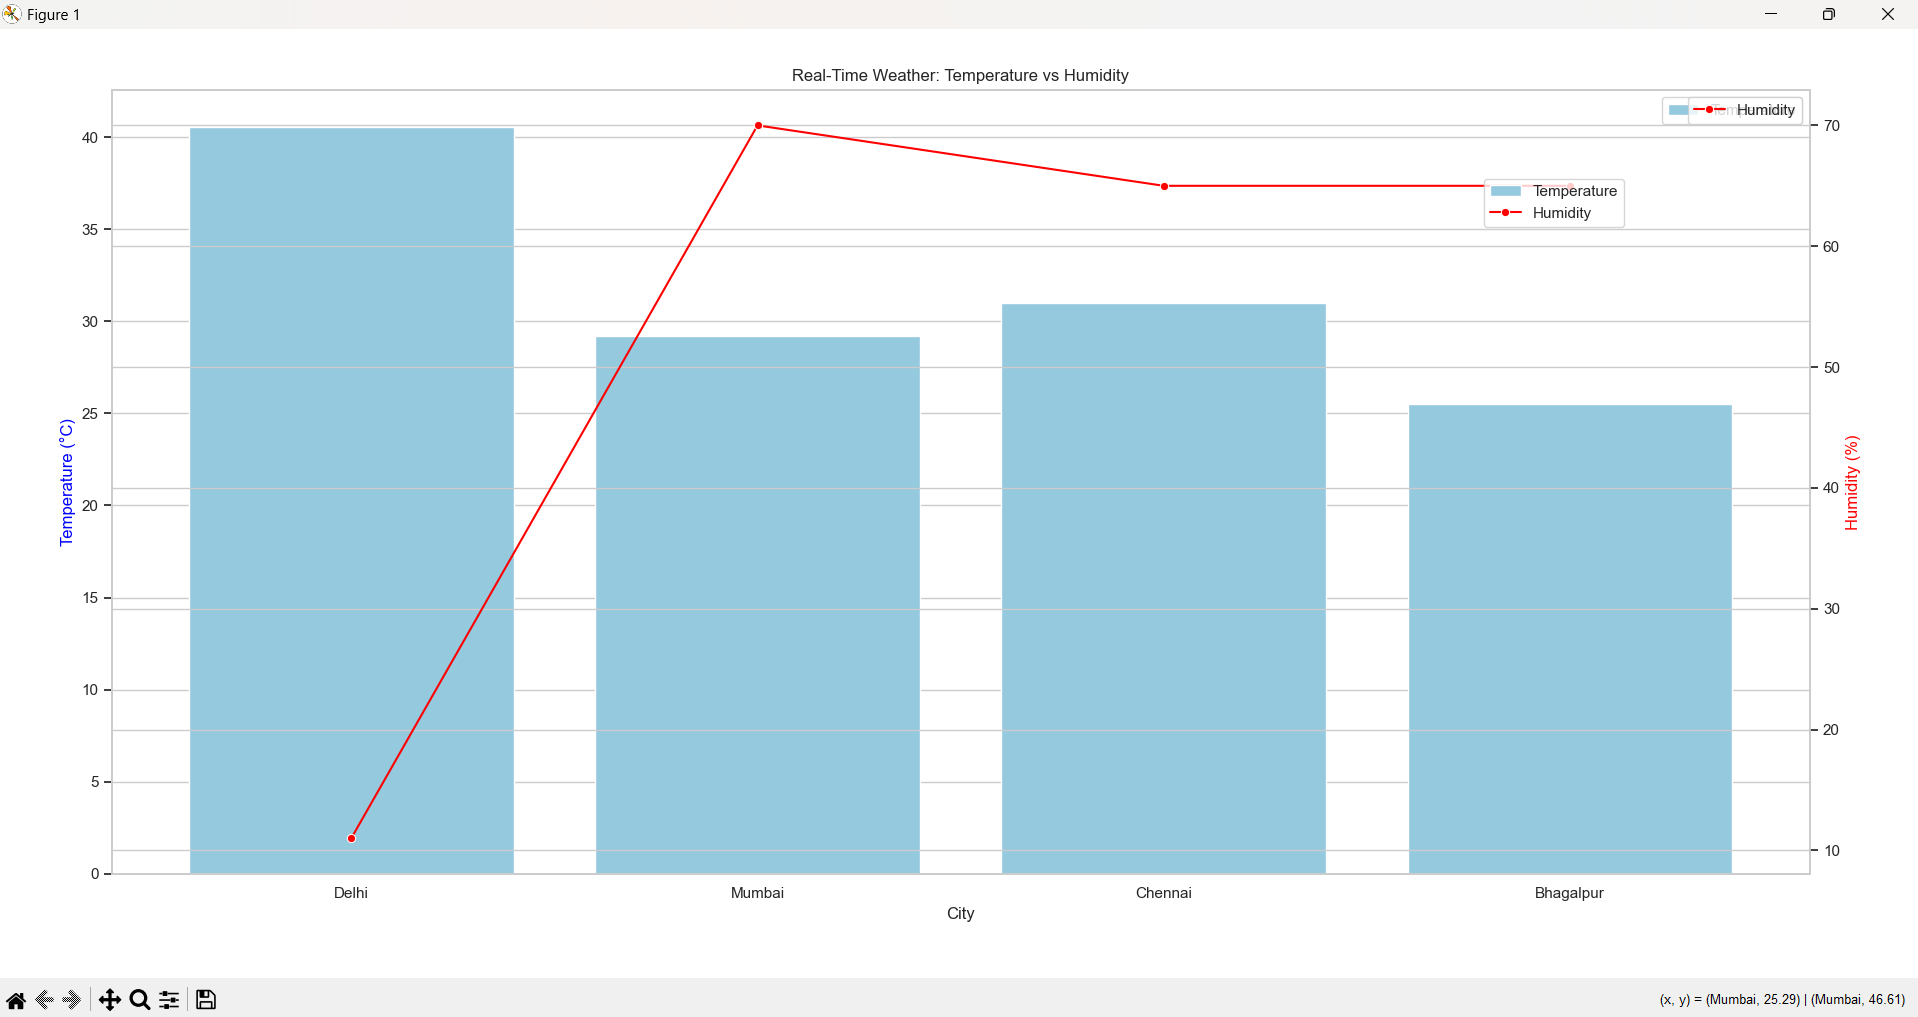 Figure 1
Real-Time Weather: Temperature vs Humidity
Humidity
Temperature
Humidity
40
35
30
25
20
15
10
5
0
Temperature (°C)
70
60
50
40
30
20
10
Humidity (%)
Delhi Mumbai Chennai Bhagalpur
City
(x, y) = (Mumbai, 25.29) | (Mumbai, 46.61)